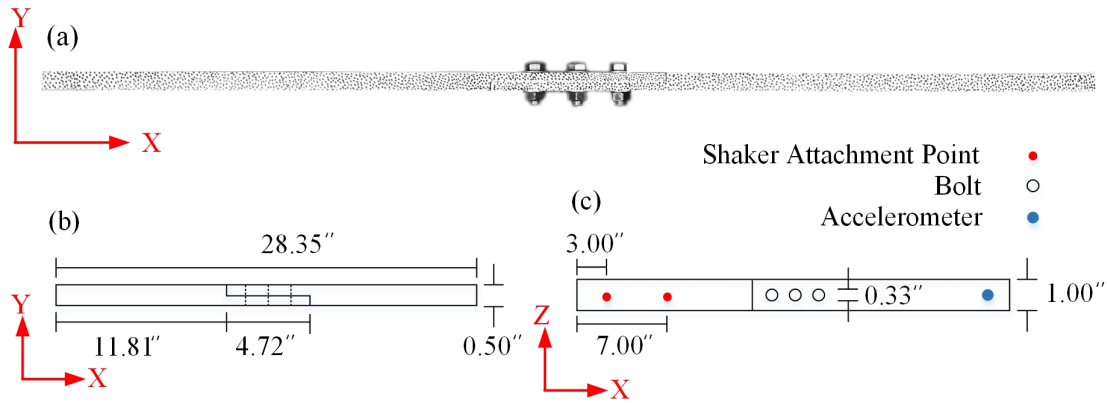 Y
(a)
X
Shaker Attachment Point
Bolt
Accelerometer
(b)
28.35″
Y
11.81″
4.72″
0.50″
X
(c)
3.00″
0.33″
1.00″
Z
7.00″
X